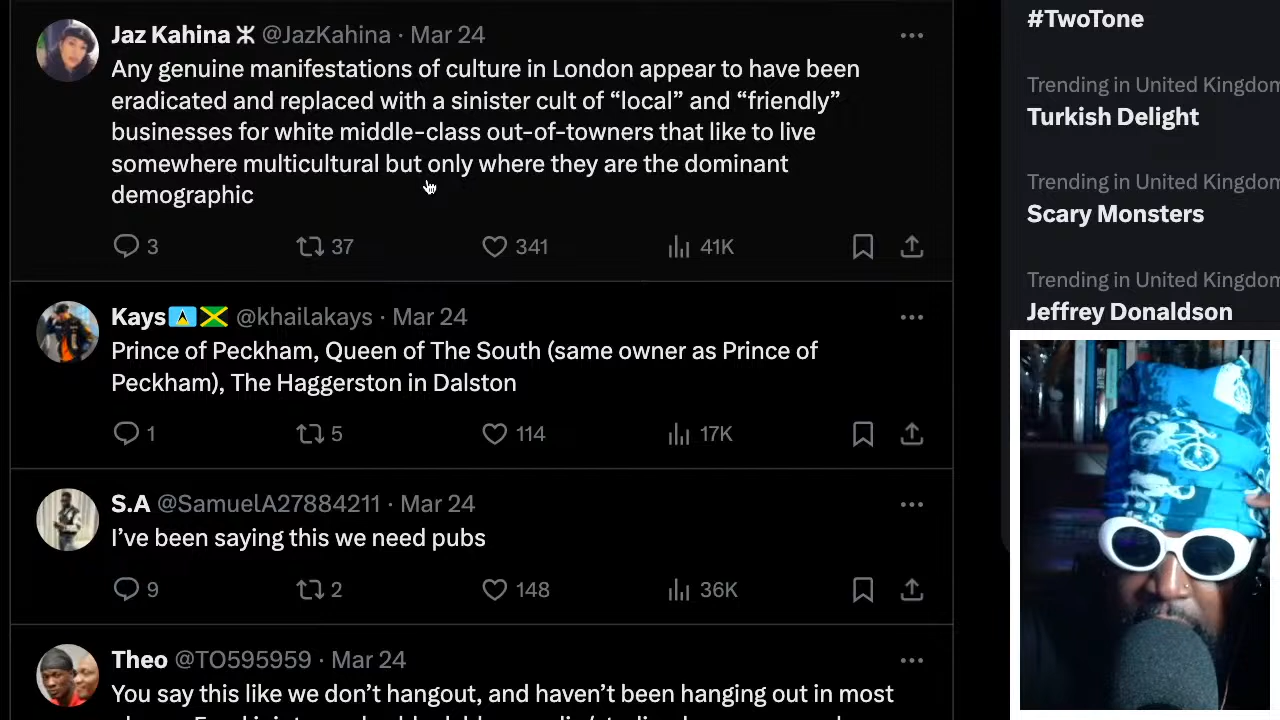 Jaz Kahina ⵣ @JazKahina · Mar 24
Any genuine manifestations of culture in London appear to have been
eradicated and replaced with a sinister cult of “local” and “friendly”
businesses for white middle-class out-of-towners that like to live
somewhere multicultural but only where they are the dominant
demographic
3 37 341 41K
Kays🇱🇨🇯🇲 @khailakays · Mar 24
Prince of Peckham, Queen of The South (same owner as Prince of
Peckham), The Haggerston in Dalston
1 5 114 17K
S.A @SamuelA27884211 · Mar 24
I’ve been saying this we need pubs
9 2 148 36K
Theo @TO595959 · Mar 24
You say this like we don’t hangout, and haven’t been hanging out in most
#TwoTone
Trending in United Kingdom
Turkish Delight
Trending in United Kingdom
Scary Monsters
Trending in United Kingdom
Jeffrey Donaldson